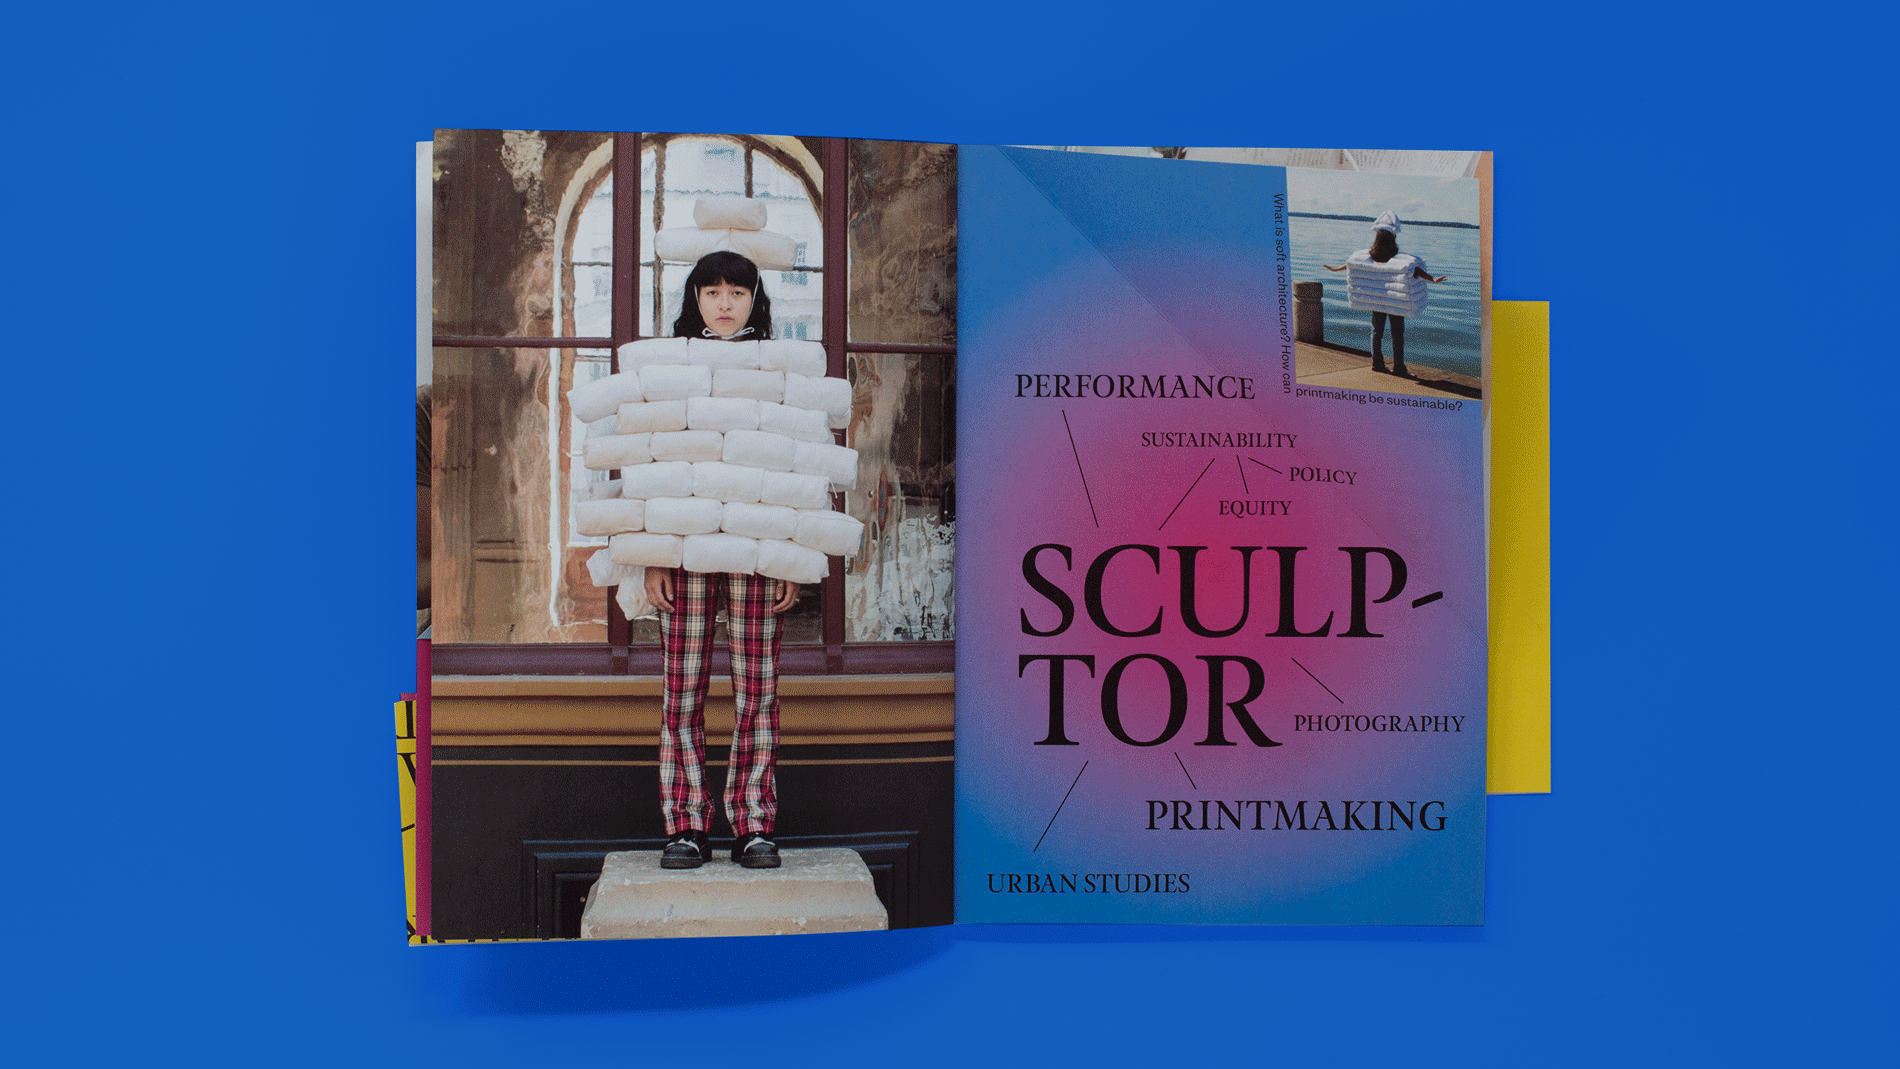 What is soft architecture? How can
printmaking be sustainable?
PERFORMANCE
SUSTAINABILITY
POLICY
EQUITY
SCULP-
TOR
PHOTOGRAPHY
PRINTMAKING
URBAN STUDIES